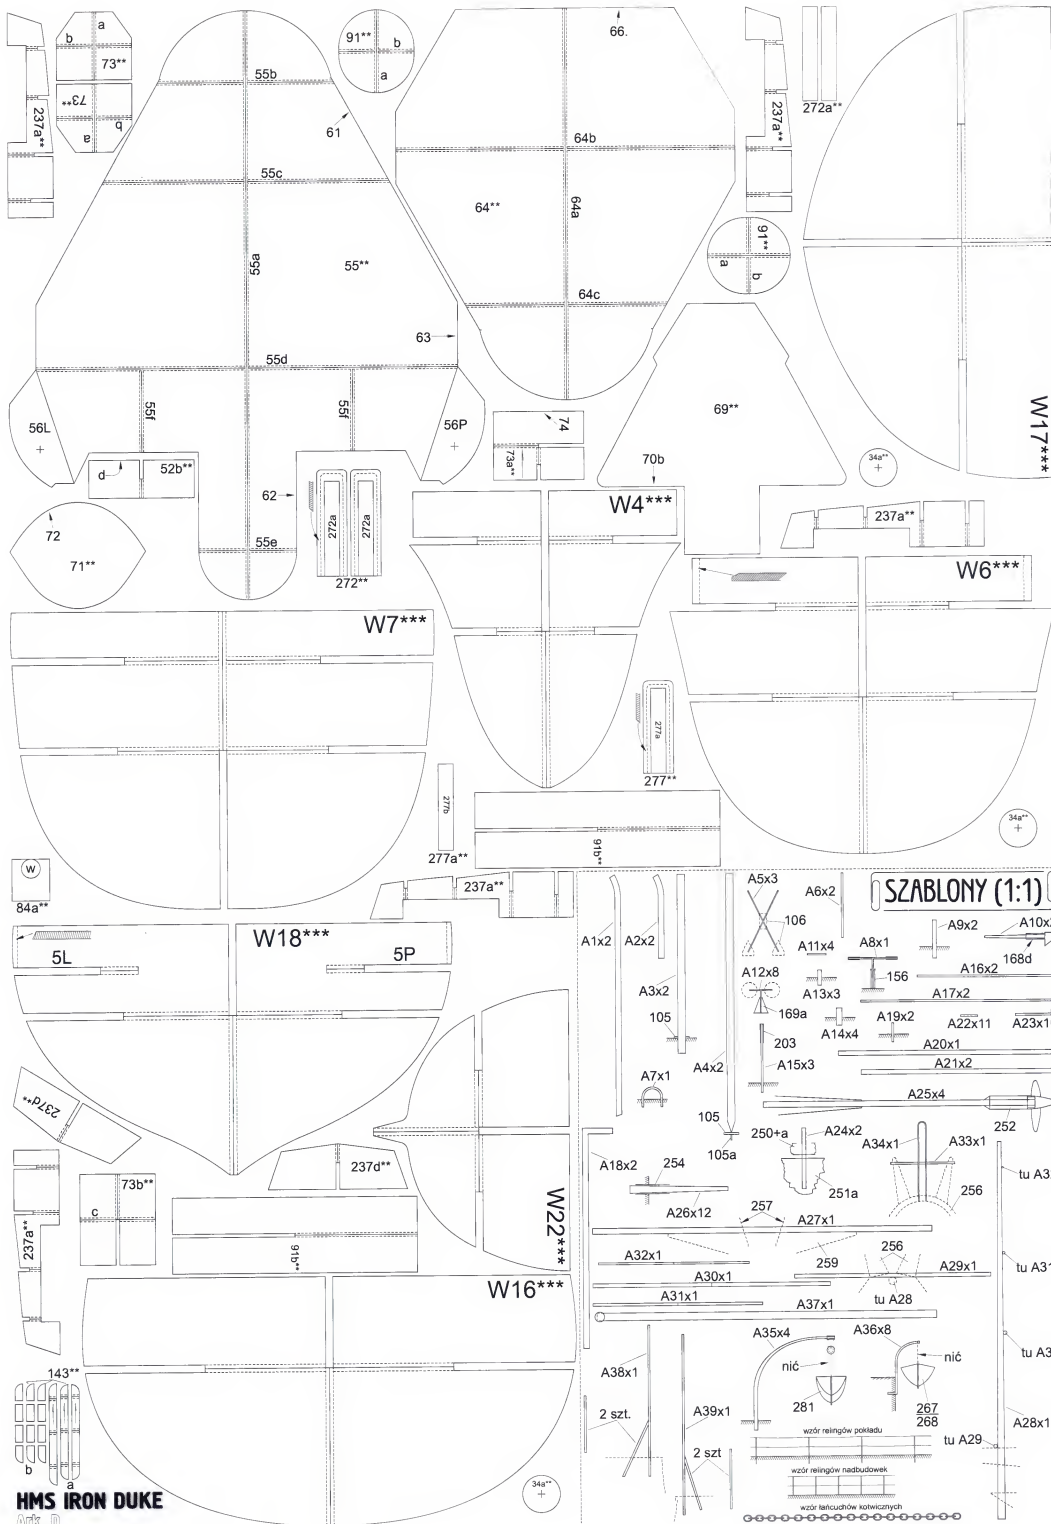 a
b
73**
73**
b
a
237a**
55b
61
55c
55a
55**
63
55d
55f
55f
56L
56P
d
52b**
62
72
71**
55e
272a
272a
272**
91**
b
a
66.
64b
64**
64a
64c
74
73a**
69**
70b
237a**
272a**
91**
a
b
W17***
34a**
237a**
W4***
W6***
W7***
277a
277**
277b
277a**
91b**
34a**
w
84a**
237a**
W18***
5L
5P
237d**
237d**
237a**
73b**
c
91b**
W22***
W16***
143**
b
a
34a**
HMS IRON DUKE
Ark. D
SZABLONY (1:1)
A1x2
A2x2
A3x2
105
A4x2
105
105a
A5x3
106
A6x2
A7x1
A11x4
A8x1
156
A9x2
168d
A12x8
169a
A13x3
A14x4
A16x2
A17x2
A19x2
A22x11
203
A15x3
A20x1
A21x2
A25x4
252
A18x2
254
A26x12
250+a
A24x2
251a
A34x1
A33x1
256
257
A27x1
259
A32x1
A30x1
A31x1
256
A29x1
tu A28
A37x1
A38x1
2 szt.
A39x1
2 szt
A35x4
nić
281
A36x8
nić
267
268
A28x1
tu A29
wzór relingów pokładu
wzór relingów nadbudowek
wzór łańcuchów kotwicznych